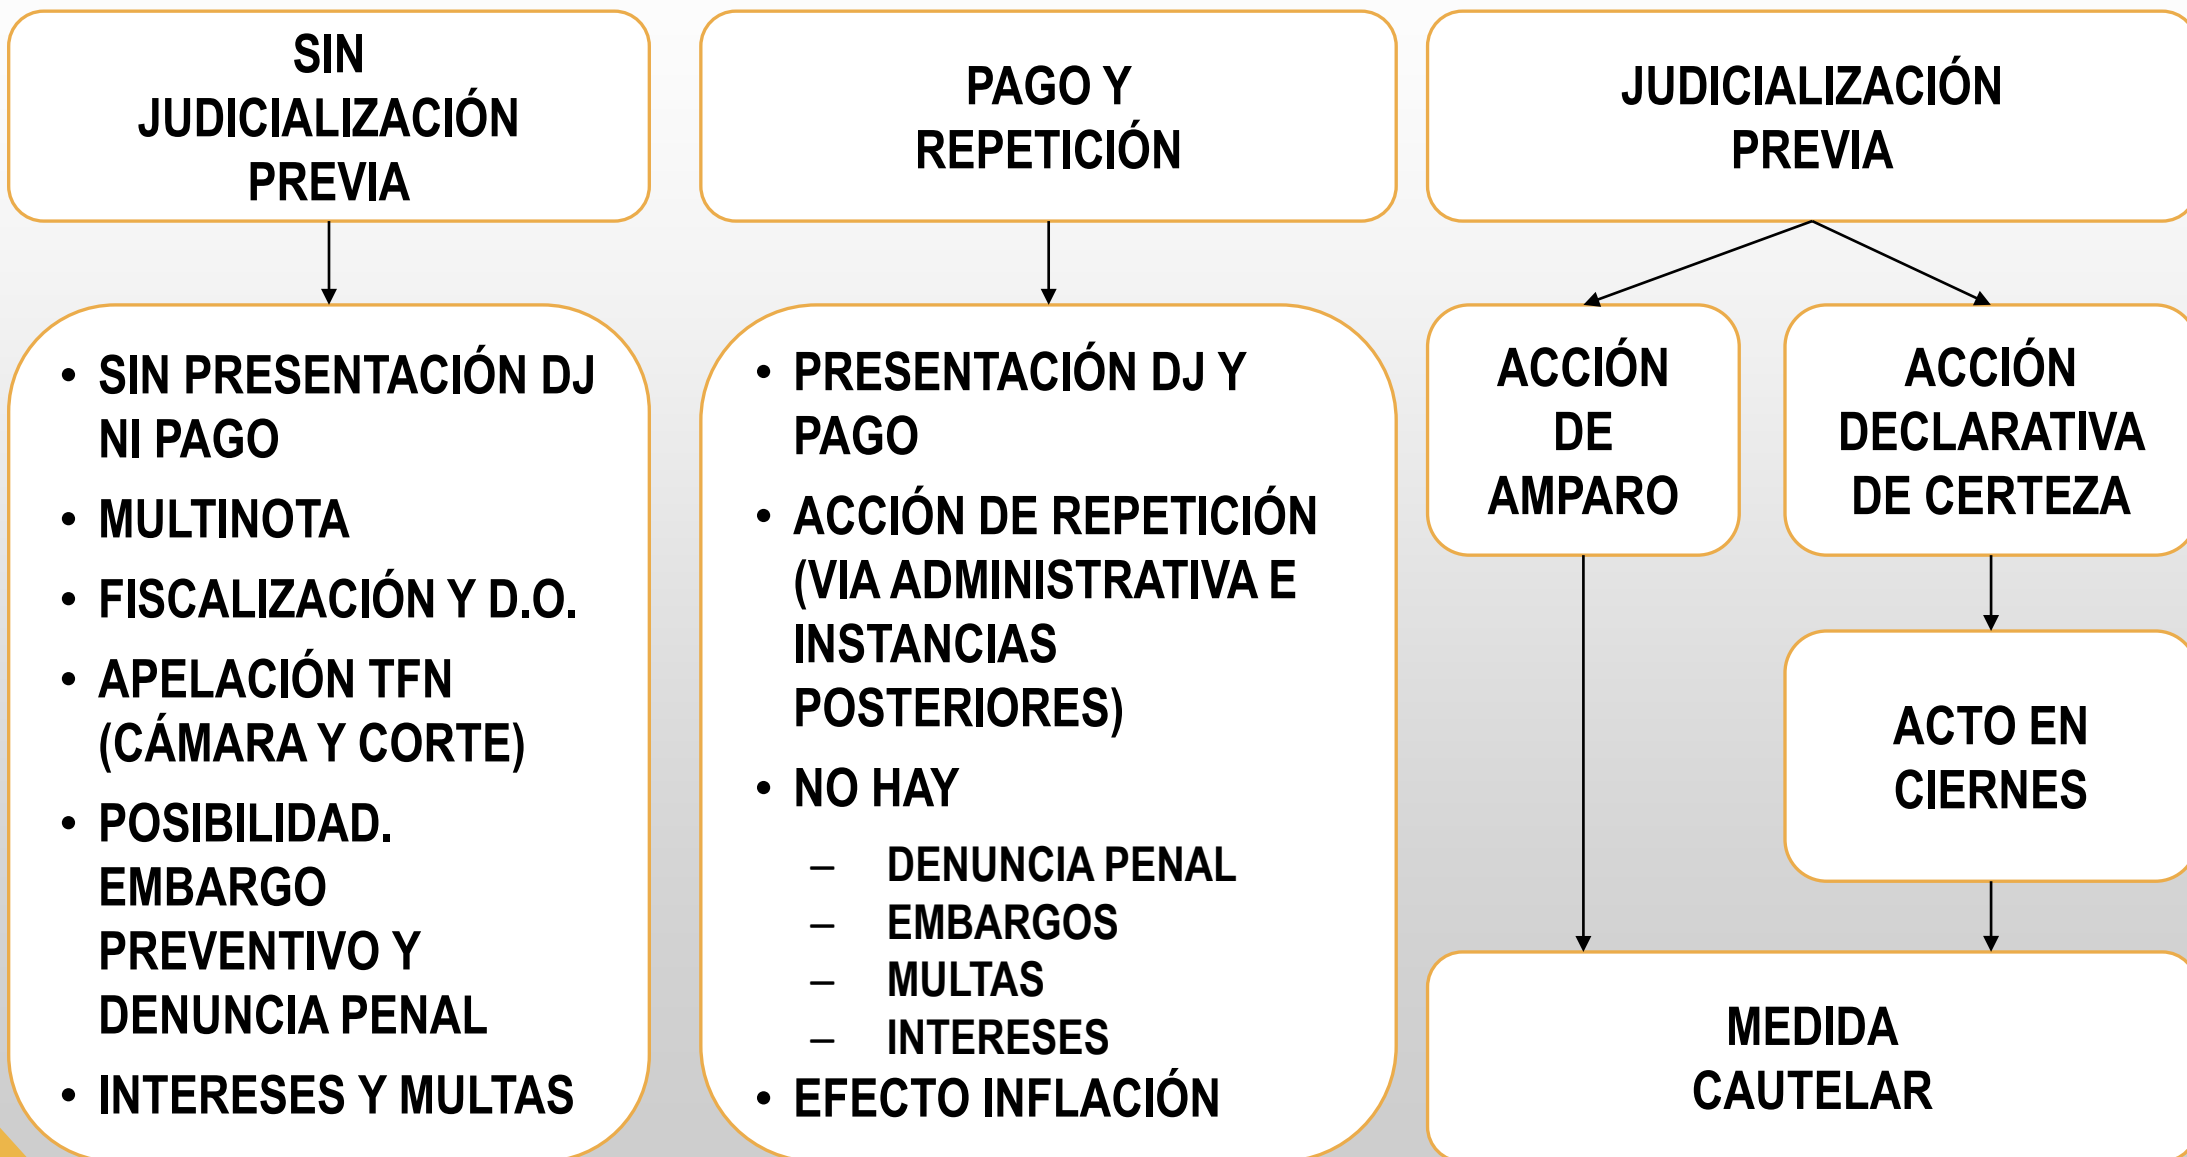 SIN
JUDICIALIZACIÓN
PREVIA
• SIN PRESENTACIÓN DJ
NI PAGO
• MULTINOTA
• FISCALIZACIÓN Y D.O.
• APELACIÓN TFN
(CÁMARA Y CORTE)
• POSIBILIDAD.
EMBARGO
PREVENTIVO Y
DENUNCIA PENAL
• INTERESES Y MULTAS
PAGO Y
REPETICIÓN
• PRESENTACIÓN DJ Y
PAGO
• ACCIÓN DE REPETICIÓN
(VIA ADMINISTRATIVA E
INSTANCIAS
POSTERIORES)
• NO HAY
– DENUNCIA PENAL
– EMBARGOS
– MULTAS
– INTERESES
• EFECTO INFLACIÓN
JUDICIALIZACIÓN
PREVIA
ACCIÓN
DE
AMPARO
ACCIÓN
DECLARATIVA
DE CERTEZA
ACTO EN
CIERNES
MEDIDA
CAUTELAR